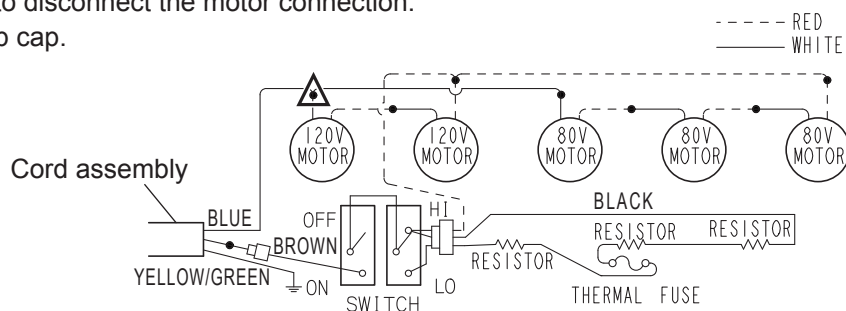 to disconnect the motor connection.
p cap.
RED
WHITE
120V MOTOR
120V MOTOR
80V MOTOR
80V MOTOR
80V MOTOR
Cord assembly
BLUE
BROWN
YELLOW/GREEN
OFF
ON
SWITCH
HI
LO
BLACK
RESISTOR
RESISTOR
RESISTOR
THERMAL FUSE